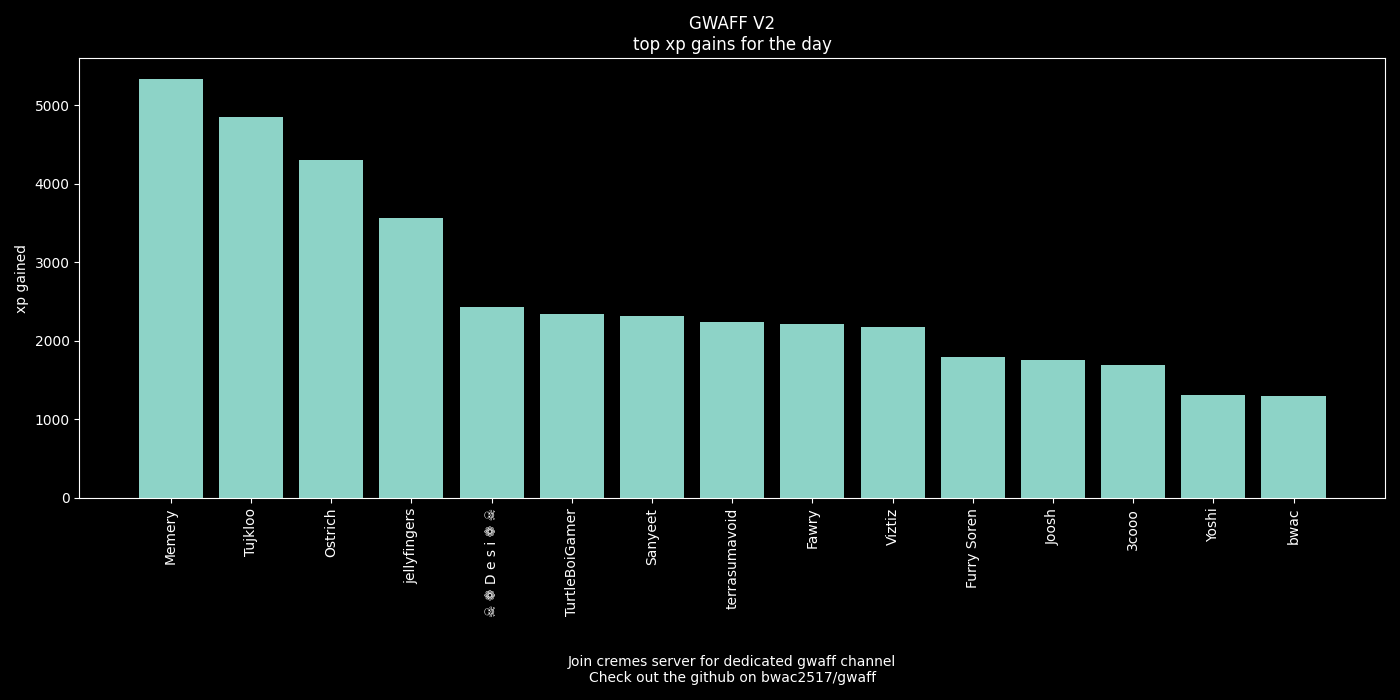 GWAFF V2
top xp gains for the day
xp gained
5000
4000
3000
2000
1000
0
Memery
Tujkloo
Ostrich
jellyfingers
☠ ❁ D e s i ❁ ☠
TurtleBoiGamer
Sanyeet
terrasumavoid
Fawry
Viztiz
Furry Soren
Joosh
3cooo
Yoshi
bwac
Join cremes server for dedicated gwaff channel
Check out the github on bwac2517/gwaff